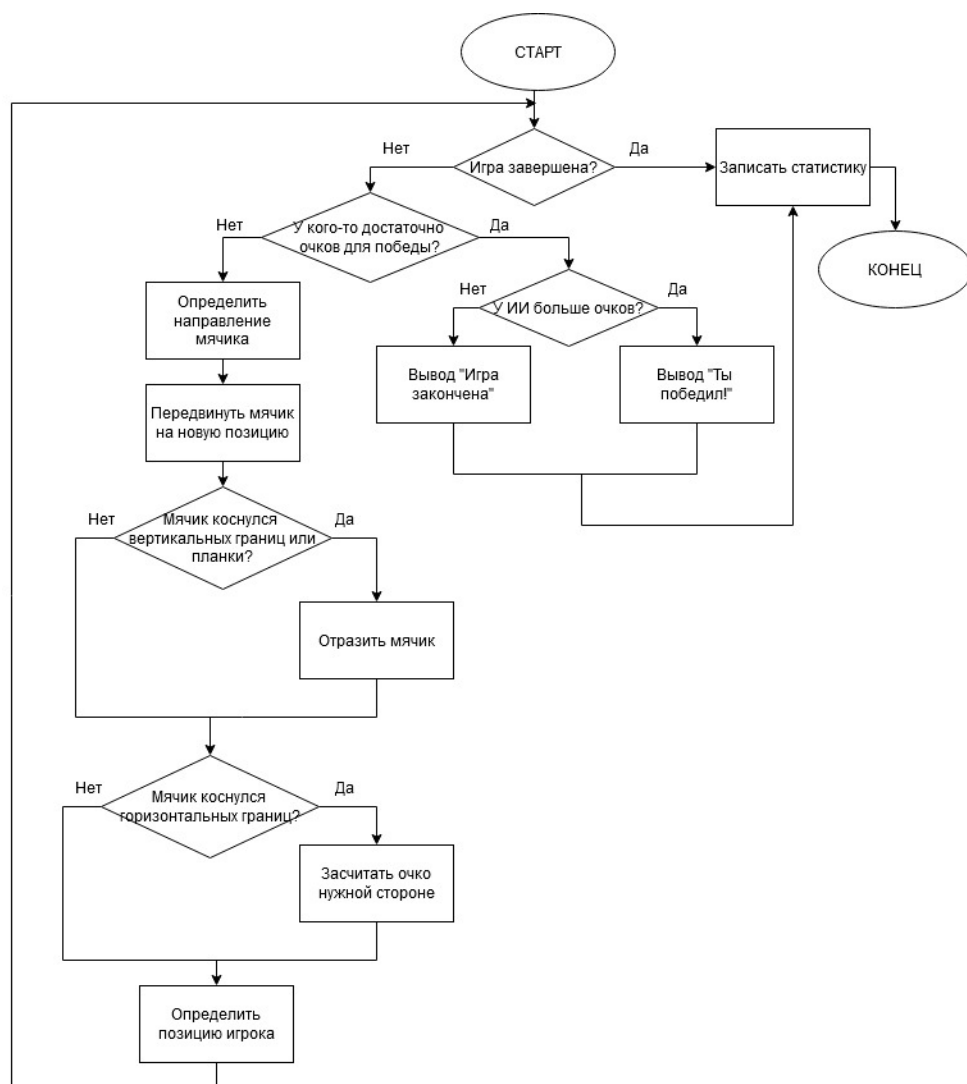 СТАРТ
Нет
Игра завершена?
Да
Записать статистику
Нет
У кого-то достаточно
очков для победы?
Да
КОНЕЦ
Определить
направление
мячика
Нет
У ИИ больше очков?
Да
Вывод "Игра
закончена"
Вывод "Ты
победил!"
Передвинуть мячик
на новую позицию
Нет
Мячик коснулся
вертикальных границ или
планки?
Да
Отразить мячик
Нет
Мячик коснулся
горизонтальных границ?
Да
Засчитать очко
нужной стороне
Определить
позицию игрока